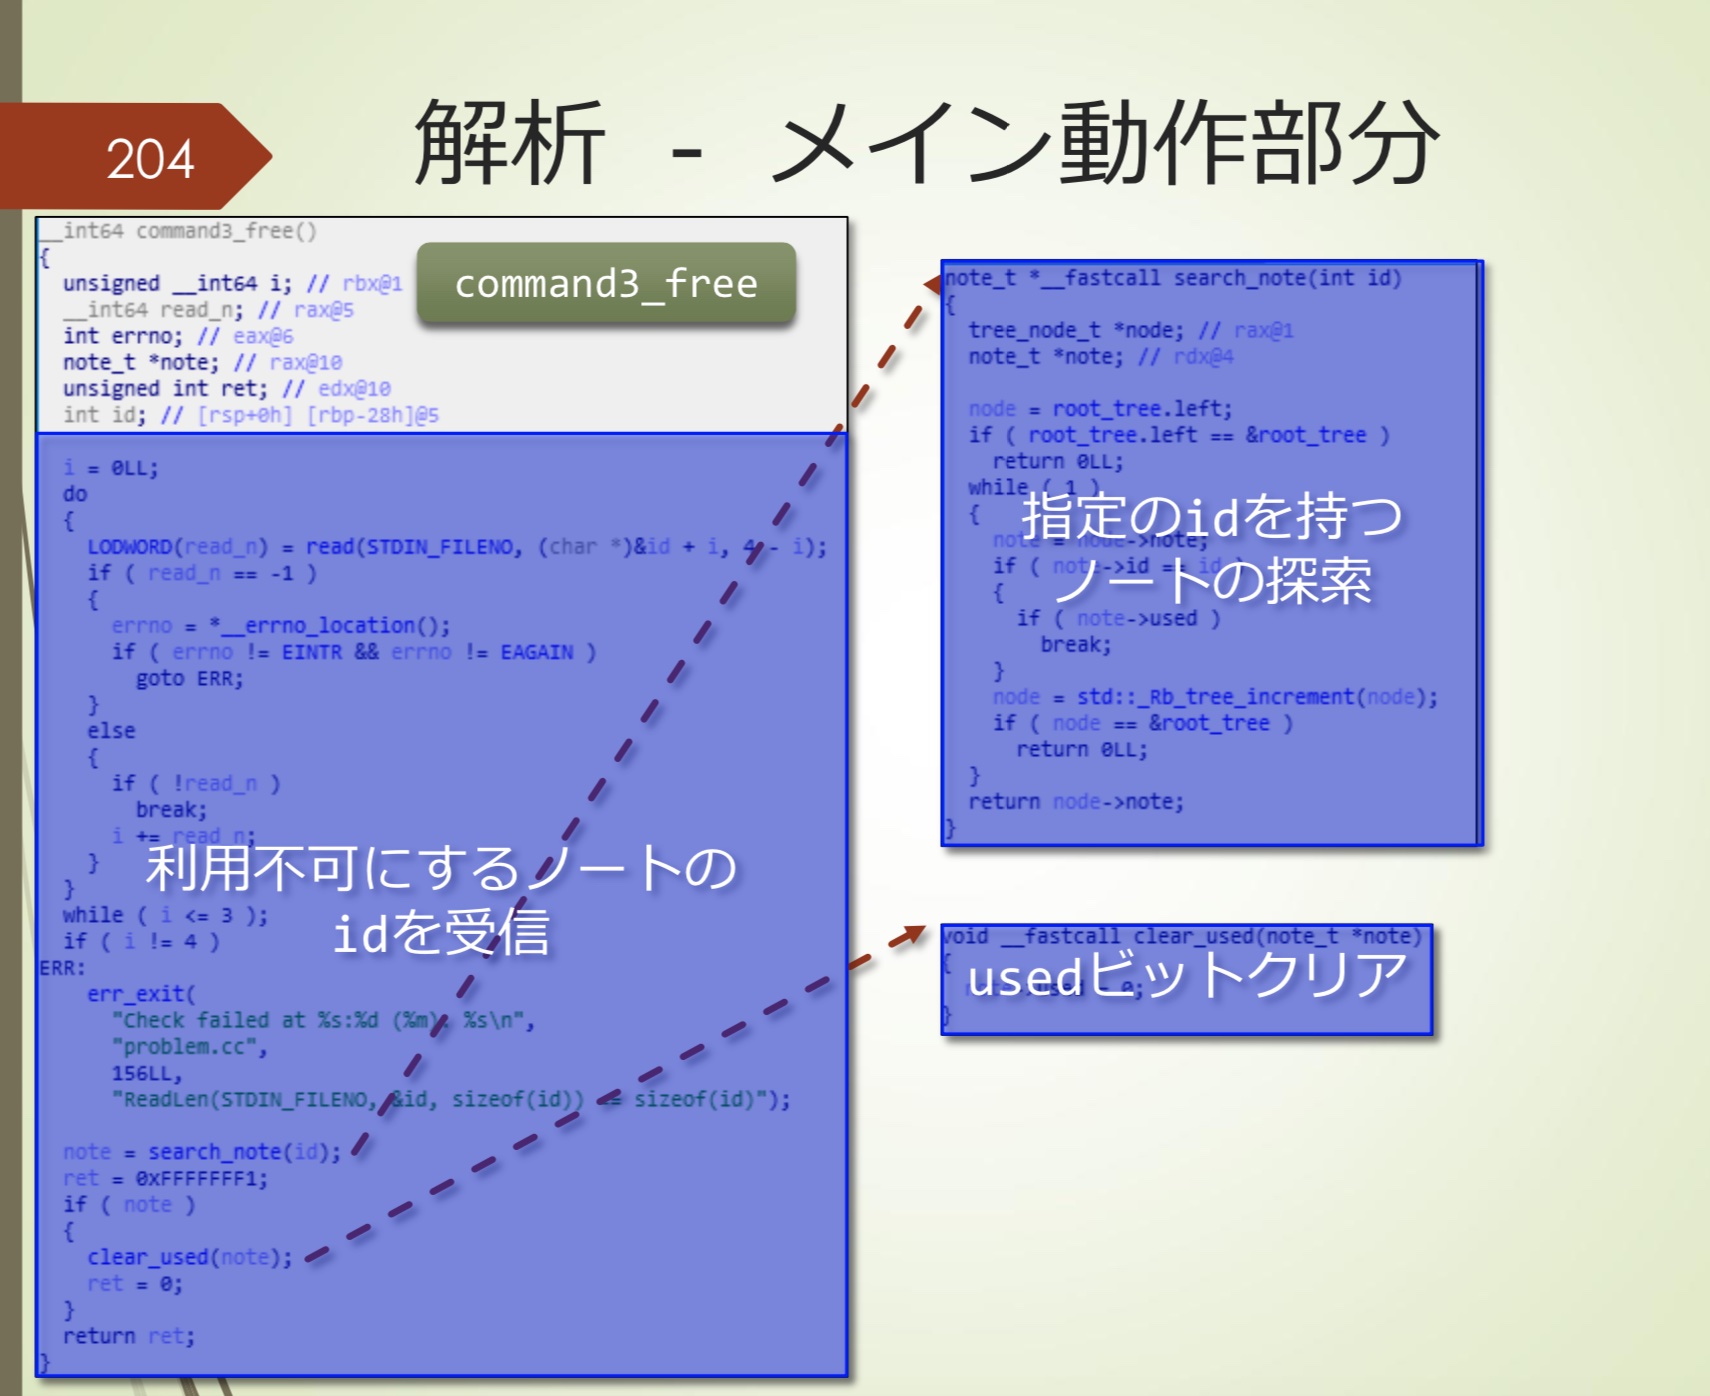 204
解析 - メイン動作部分
__int64 command3_free()
{
command3_free
unsigned __int64 i; // rbx@1
__int64 read_n; // rax@5
int errno; // eax@6
note_t *note; // rax@10
unsigned int ret; // edx@10
int id; // [rsp+0h] [rbp-28h]@5
i = 0LL;
do
{
LODWORD(read_n) = read(STDIN_FILENO, (char *)&id + i, 4 - i);
if ( read_n == -1 )
{
errno = *__errno_location();
if ( errno != EINTR && errno != EAGAIN )
goto ERR;
}
else
{
if ( !read_n )
break;
i += read_n;
}
}
while ( i <= 3 );
if ( i != 4 )
ERR:
err_exit(
"Check failed at %s:%d (%m): %s\n",
"problem.cc",
156LL,
"ReadLen(STDIN_FILENO, &id, sizeof(id)) == sizeof(id)");
note = search_note(id);
ret = 0xFFFFFFF1;
if ( note )
{
clear_used(note);
ret = 0;
}
return ret;
}
利用不可にするノートの
idを受信
note_t *__fastcall search_note(int id)
{
tree_node_t *node; // rax@1
note_t *note; // rdx@4
node = root_tree.left;
if ( root_tree.left == &root_tree )
return 0LL;
while ( 1 )
{
note = node->note;
if ( note->id == id )
{
if ( note->used )
break;
}
node = std::_Rb_tree_increment(node);
if ( node == &root_tree )
return 0LL;
}
return node->note;
}
指定のidを持つ
ノートの探索
void __fastcall clear_used(note_t *note)
{
note->used = 0;
}
usedビットクリア